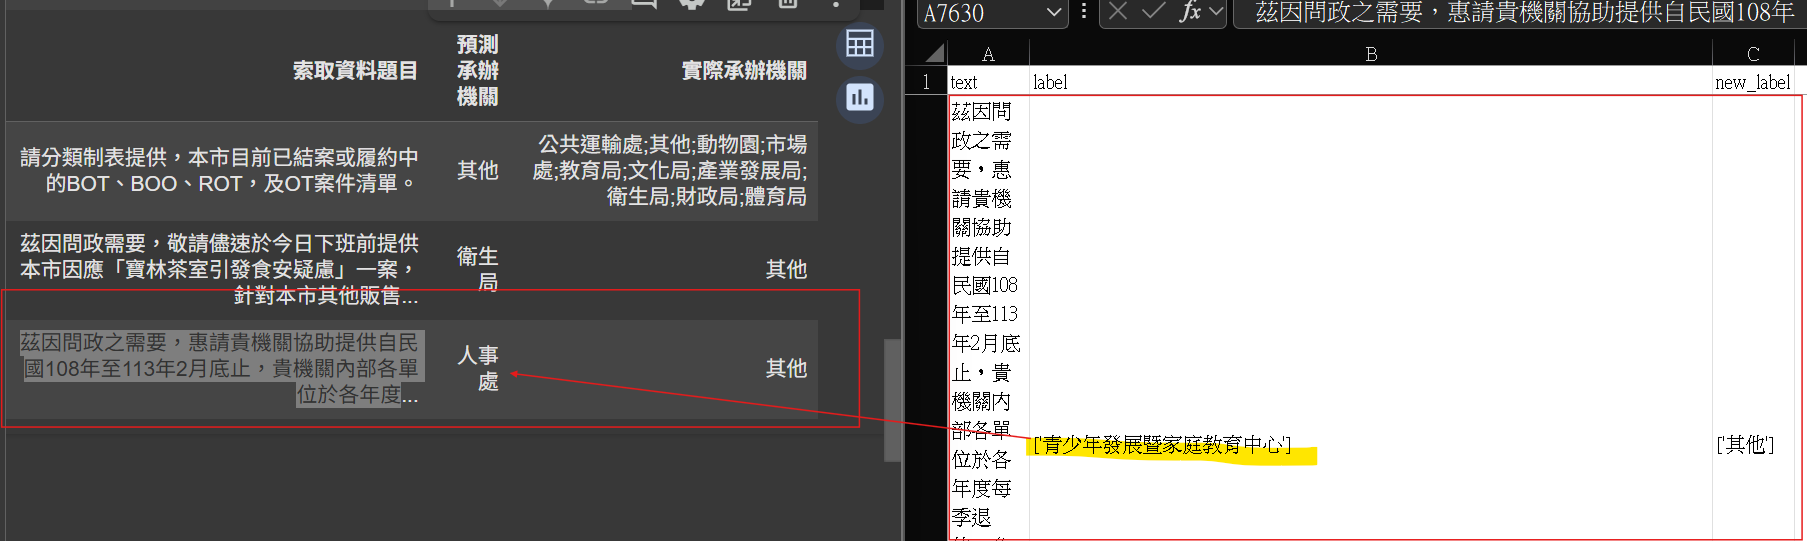 索取資料題目
預測
承辦
機關
實際承辦機關
請分類制表提供，本市目前已結案或履約中
的BOT、BOO、ROT，及OT案件清單。
其他
公共運輸處;其他;動物園;市場
處;教育局;文化局;產業發展局;
衛生局;財政局;體育局
茲因問政需要，敬請儘速於今日下班前提供
本市因應「寶林茶室引發食安疑慮」一案，
針對本市其他販售...
衛生
局
其他
茲因問政之需要，惠請貴機關協助提供自民
國108年至113年2月底止，貴機關內部各單
位於各年度...
人事
處
其他
A7630
fx
茲因問政之需要，惠請貴機關協助提供自民國108年
A
B
C
1
text
label
new_label
茲因問
政之需
要，惠
請貴機
關協助
提供自
民國108
年至113
年2月底
止，貴
機關內
部各單
位於各
年度每
季退
['青少年發展暨家庭教育中心']
['其他']